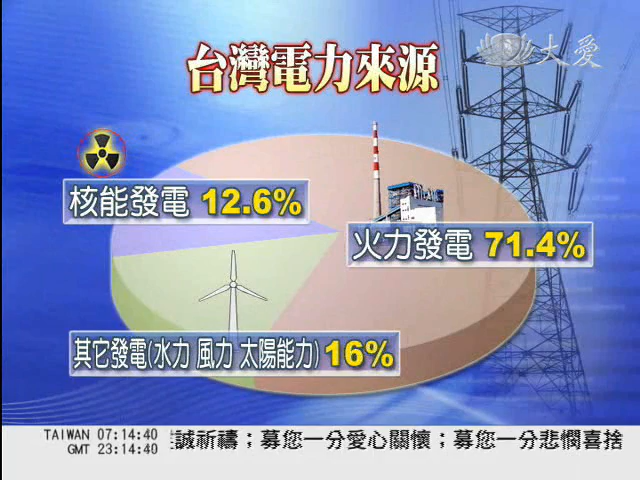 大愛
台灣電力來源
核能發電 12.6%
火力發電 71.4%
其它發電(水力 風力 太陽能力) 16%
TAIWAN 07:14:40
GMT 23:14:40
誠祈禱；募您一分愛心關懷；募您一分悲憫喜捨